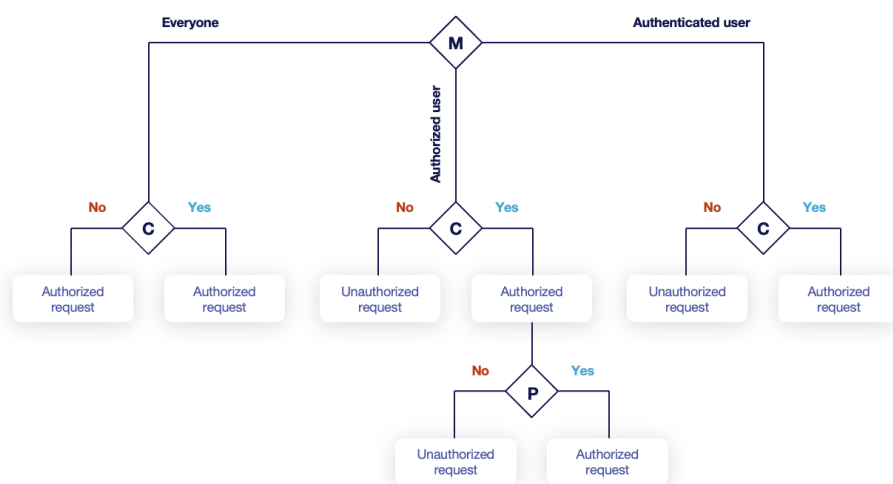 Everyone
Authenticated user
M
Authorized user
No
Yes
No
Yes
No
Yes
C
C
C
Authorized
request
Authorized
request
Unauthorized
request
Authorized
request
Unauthorized
request
Authorized
request
No
Yes
P
Unauthorized
request
Authorized
request